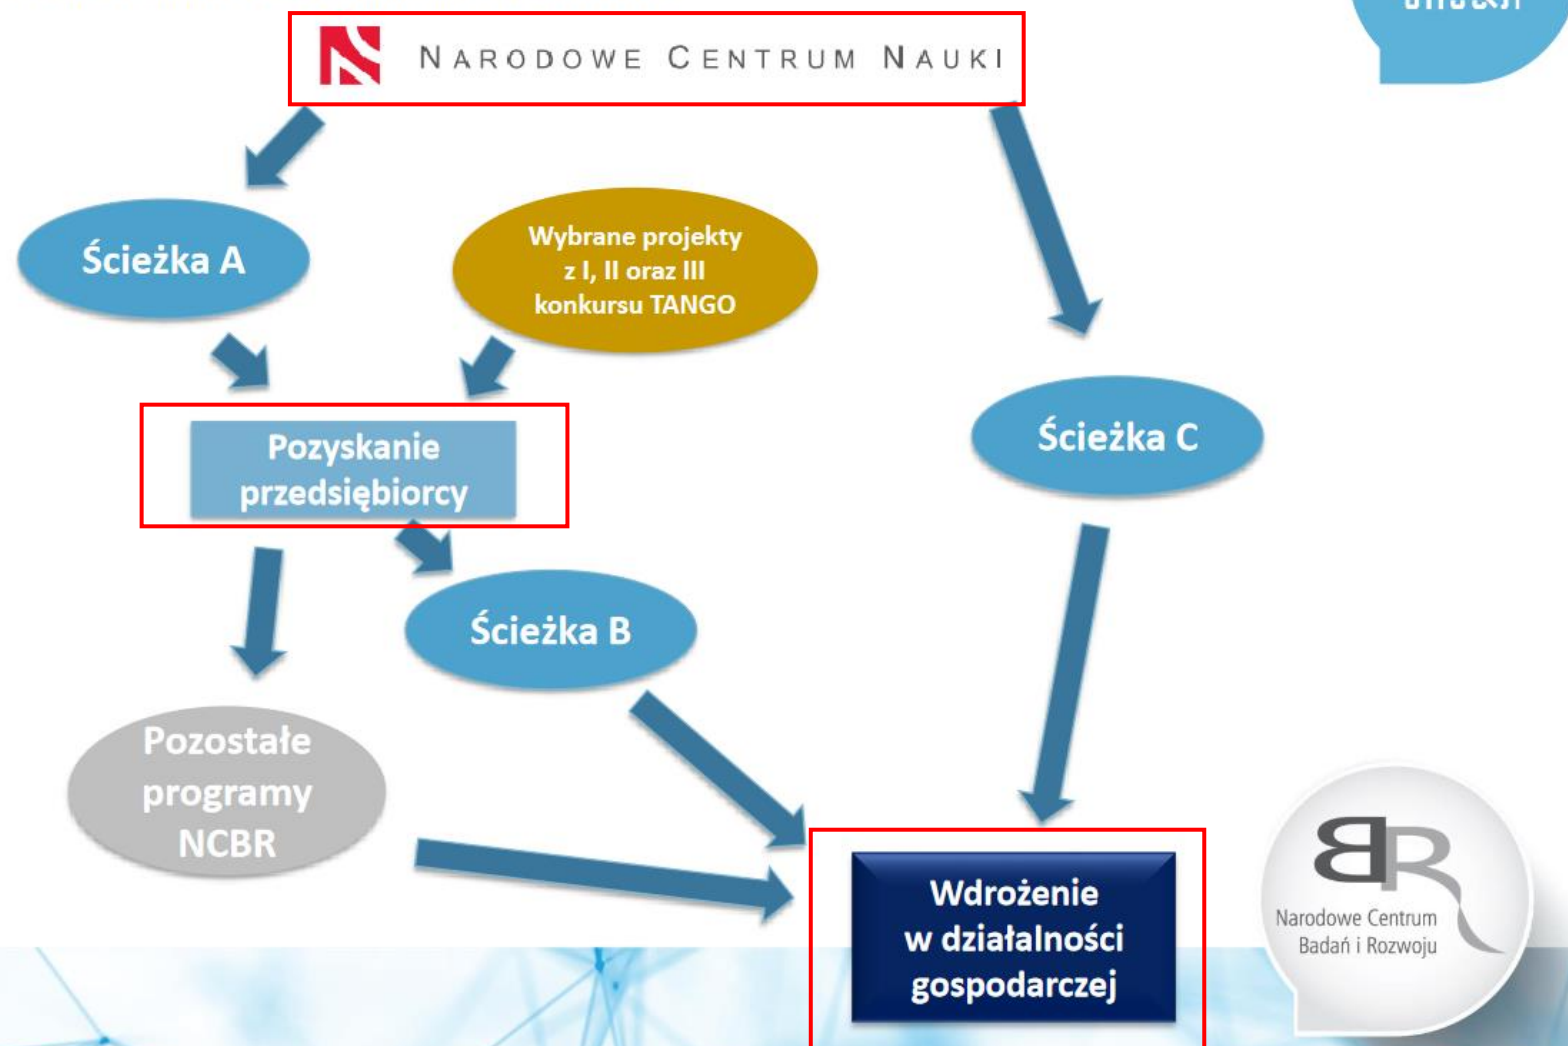 NARODOWE CENTRUM NAUKI
Ścieżka A
Wybrane projekty
z I, II oraz III
konkursu TANGO
Ścieżka C
Pozyskanie
przedsiębiorcy
Ścieżka B
Pozostałe
programy
NCBR
Wdrożenie
w działalności
gospodarczej
BR
Narodowe Centrum
Badań i Rozwoju